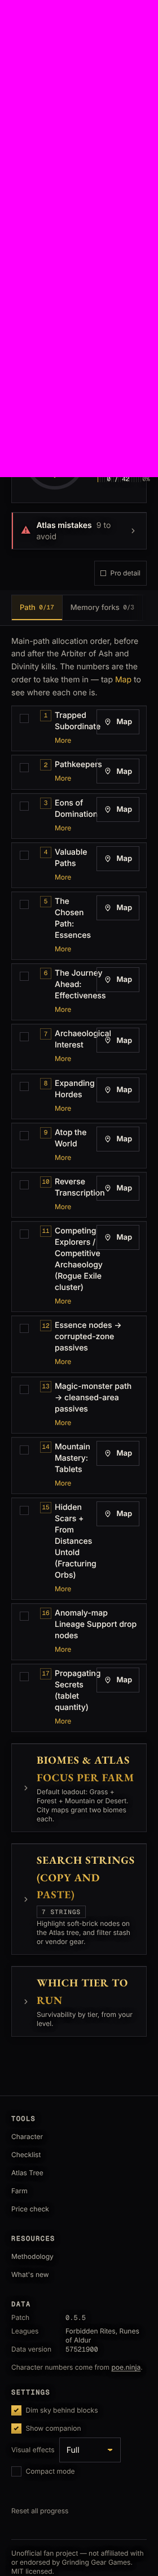 0 / 42 0%
Atlas mistakes 9 to
avoid
Pro detail
Path 0/17 Memory forks 0/3
Main-path allocation order, before
and after the Arbiter of Ash and
Divinity kills. The numbers are the
order to take them in — tap Map to
see where each one is.
1 Trapped
Subordinate
Map
More
2 Pathkeepers
Map
More
3 Eons of
Domination
Map
More
4 Valuable
Paths
Map
More
5 The
Chosen
Path:
Essences
Map
More
6 The Journey
Ahead:
Effectiveness
Map
More
7 Archaeological
Interest
Map
More
8 Expanding
Hordes
Map
More
9 Atop the
World
Map
More
10 Reverse
Transcription
Map
More
11 Competing
Explorers /
Competitive
Archaeology
(Rogue Exile
cluster)
Map
More
12 Essence nodes →
corrupted-zone
passives
More
13 Magic-monster path
→ cleansed-area
passives
More
14 Mountain
Mastery:
Tablets
Map
More
15 Hidden
Scars +
From
Distances
Untold
(Fracturing
Orbs)
Map
More
16 Anomaly-map
Lineage Support drop
nodes
More
17 Propagating
Secrets
(tablet
quantity)
Map
More
BIOMES & ATLAS
FOCUS PER FARM
Default loadout: Grass +
Forest + Mountain or Desert.
City maps grant two biomes
each.
SEARCH STRINGS
(COPY AND
PASTE)
7 STRINGS
Highlight soft-brick nodes on
the Atlas tree, and filter stash
or vendor gear.
WHICH TIER TO
RUN
Survivability by tier, from your
level.
TOOLS
Character
Checklist
Atlas Tree
Farm
Price check
RESOURCES
Methodology
What's new
DATA
Patch 0.5.5
Leagues Forbidden Rites, Runes
of Aldur
Data version 57521900
Character numbers come from poe.ninja.
SETTINGS
Dim sky behind blocks
Show companion
Visual effects Full
Compact mode
Reset all progress
Unofficial fan project — not affiliated with
or endorsed by Grinding Gear Games.
MIT licensed.